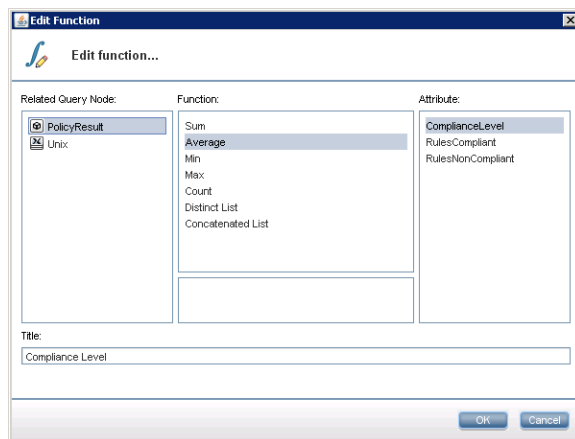 Edit Function
Edit function...
Related Query Node:
Function:
Attribute:
PolicyResult
Unix
Sum
Average
Min
Max
Count
Distinct List
Concatenated List
ComplianceLevel
RulesCompliant
RulesNonCompliant
Title:
Compliance Level
OK
Cancel